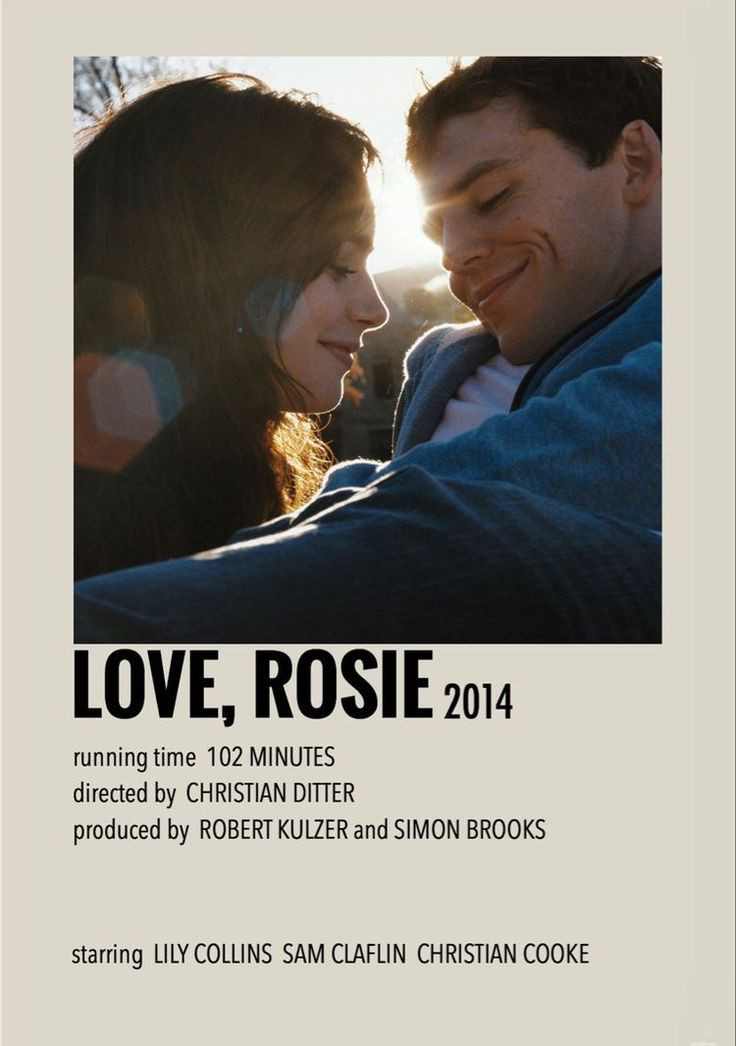 LOVE, ROSIE 2014
running time 102 MINUTES
directed by CHRISTIAN DITTER
produced by ROBERT KULZER and SIMON BROOKS
starring LILY COLLINS SAM CLAFLIN CHRISTIAN COOKE